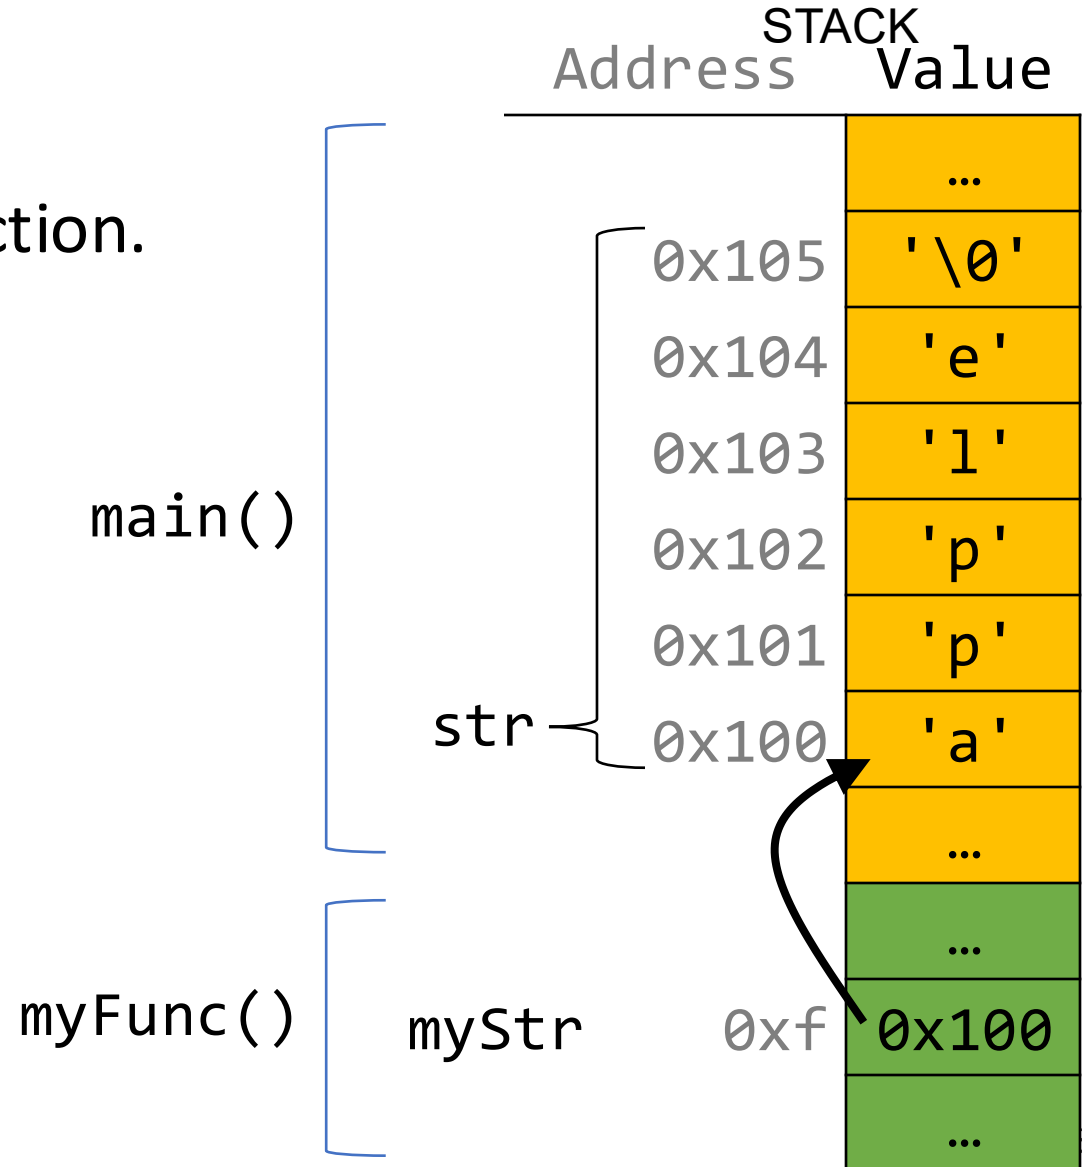 STACK
Address Value
…
ction.
0x105 '\0'
0x104 'e'
0x103 'l'
main()
0x102 'p'
0x101 'p'
str 0x100 'a'
…
…
myFunc() myStr 0xf 0x100
…